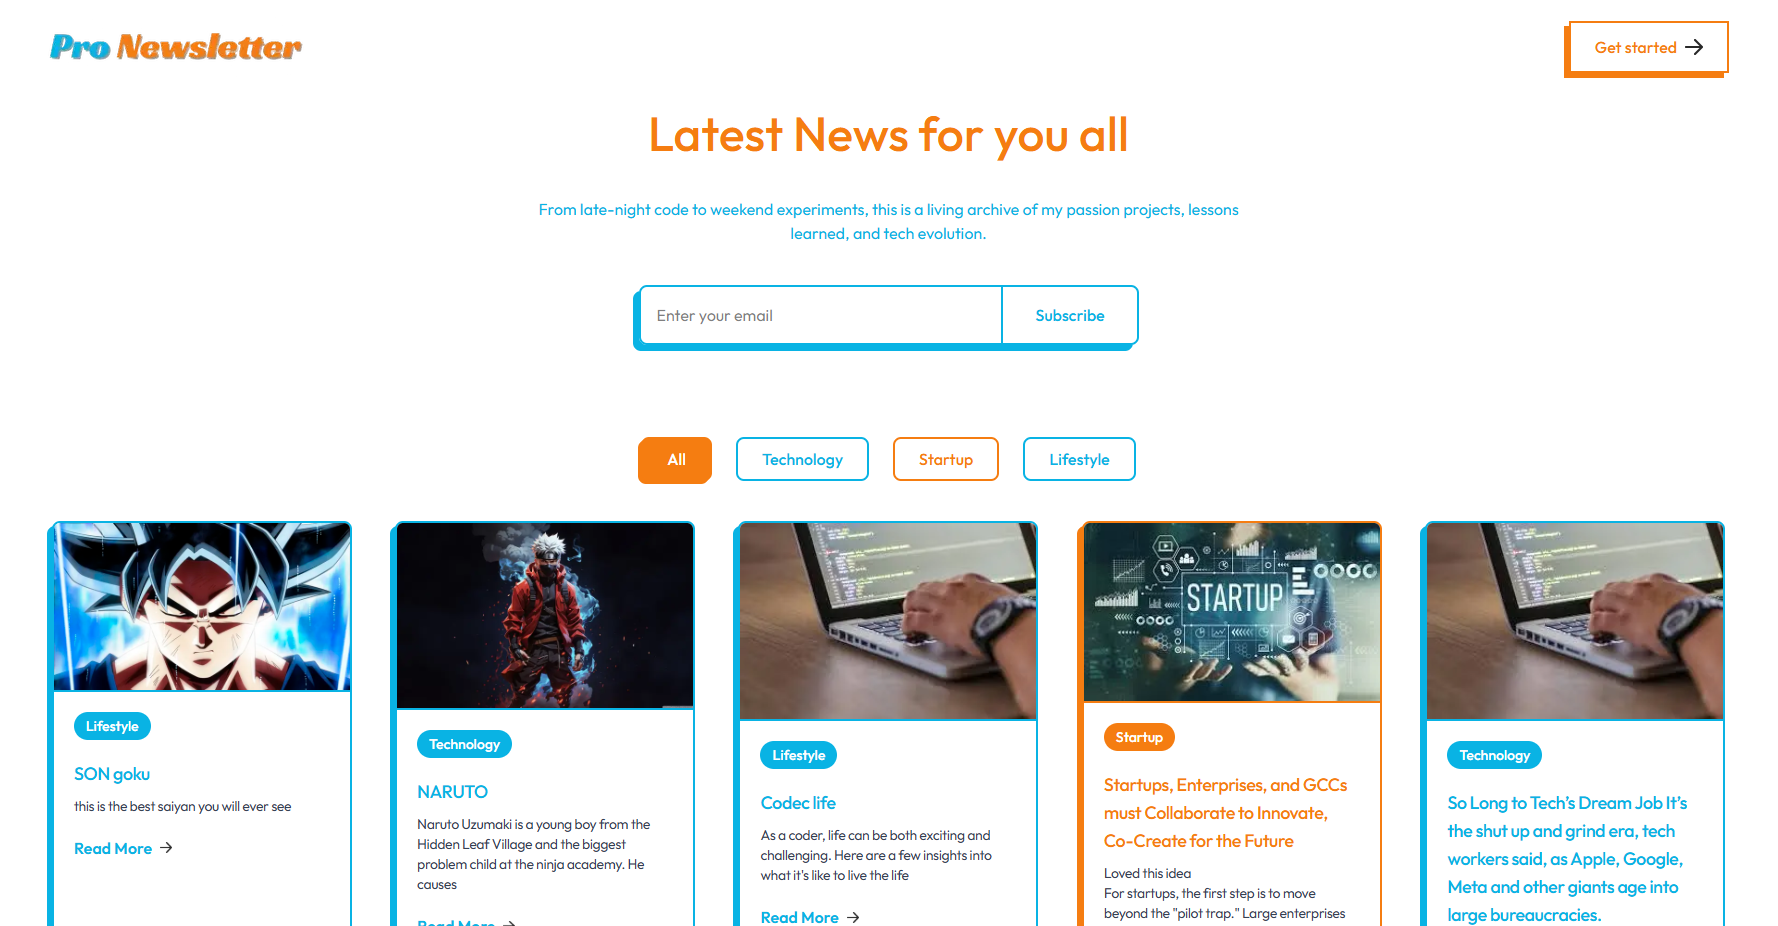 Pro Newsletter
Get started
Latest News for you all
From late-night code to weekend experiments, this is a living archive of my passion projects, lessons
learned, and tech evolution.
Enter your email
Subscribe
All
Technology
Startup
Lifestyle
Lifestyle
SON goku
this is the best saiyan you will ever see
Read More
Technology
NARUTO
Naruto Uzumaki is a young boy from the
Hidden Leaf Village and the biggest
problem child at the ninja academy. He
causes
Read More
Lifestyle
Codec life
As a coder, life can be both exciting and
challenging. Here are a few insights into
what it's like to live the life
Read More
STARTUP
Startup
Startups, Enterprises, and GCCs
must Collaborate to Innovate,
Co-Create for the Future
Loved this idea
For startups, the first step is to move
beyond the "pilot trap." Large enterprises
Technology
So Long to Tech’s Dream Job It’s
the shut up and grind era, tech
workers said, as Apple, Google,
Meta and other giants age into
large bureaucracies.